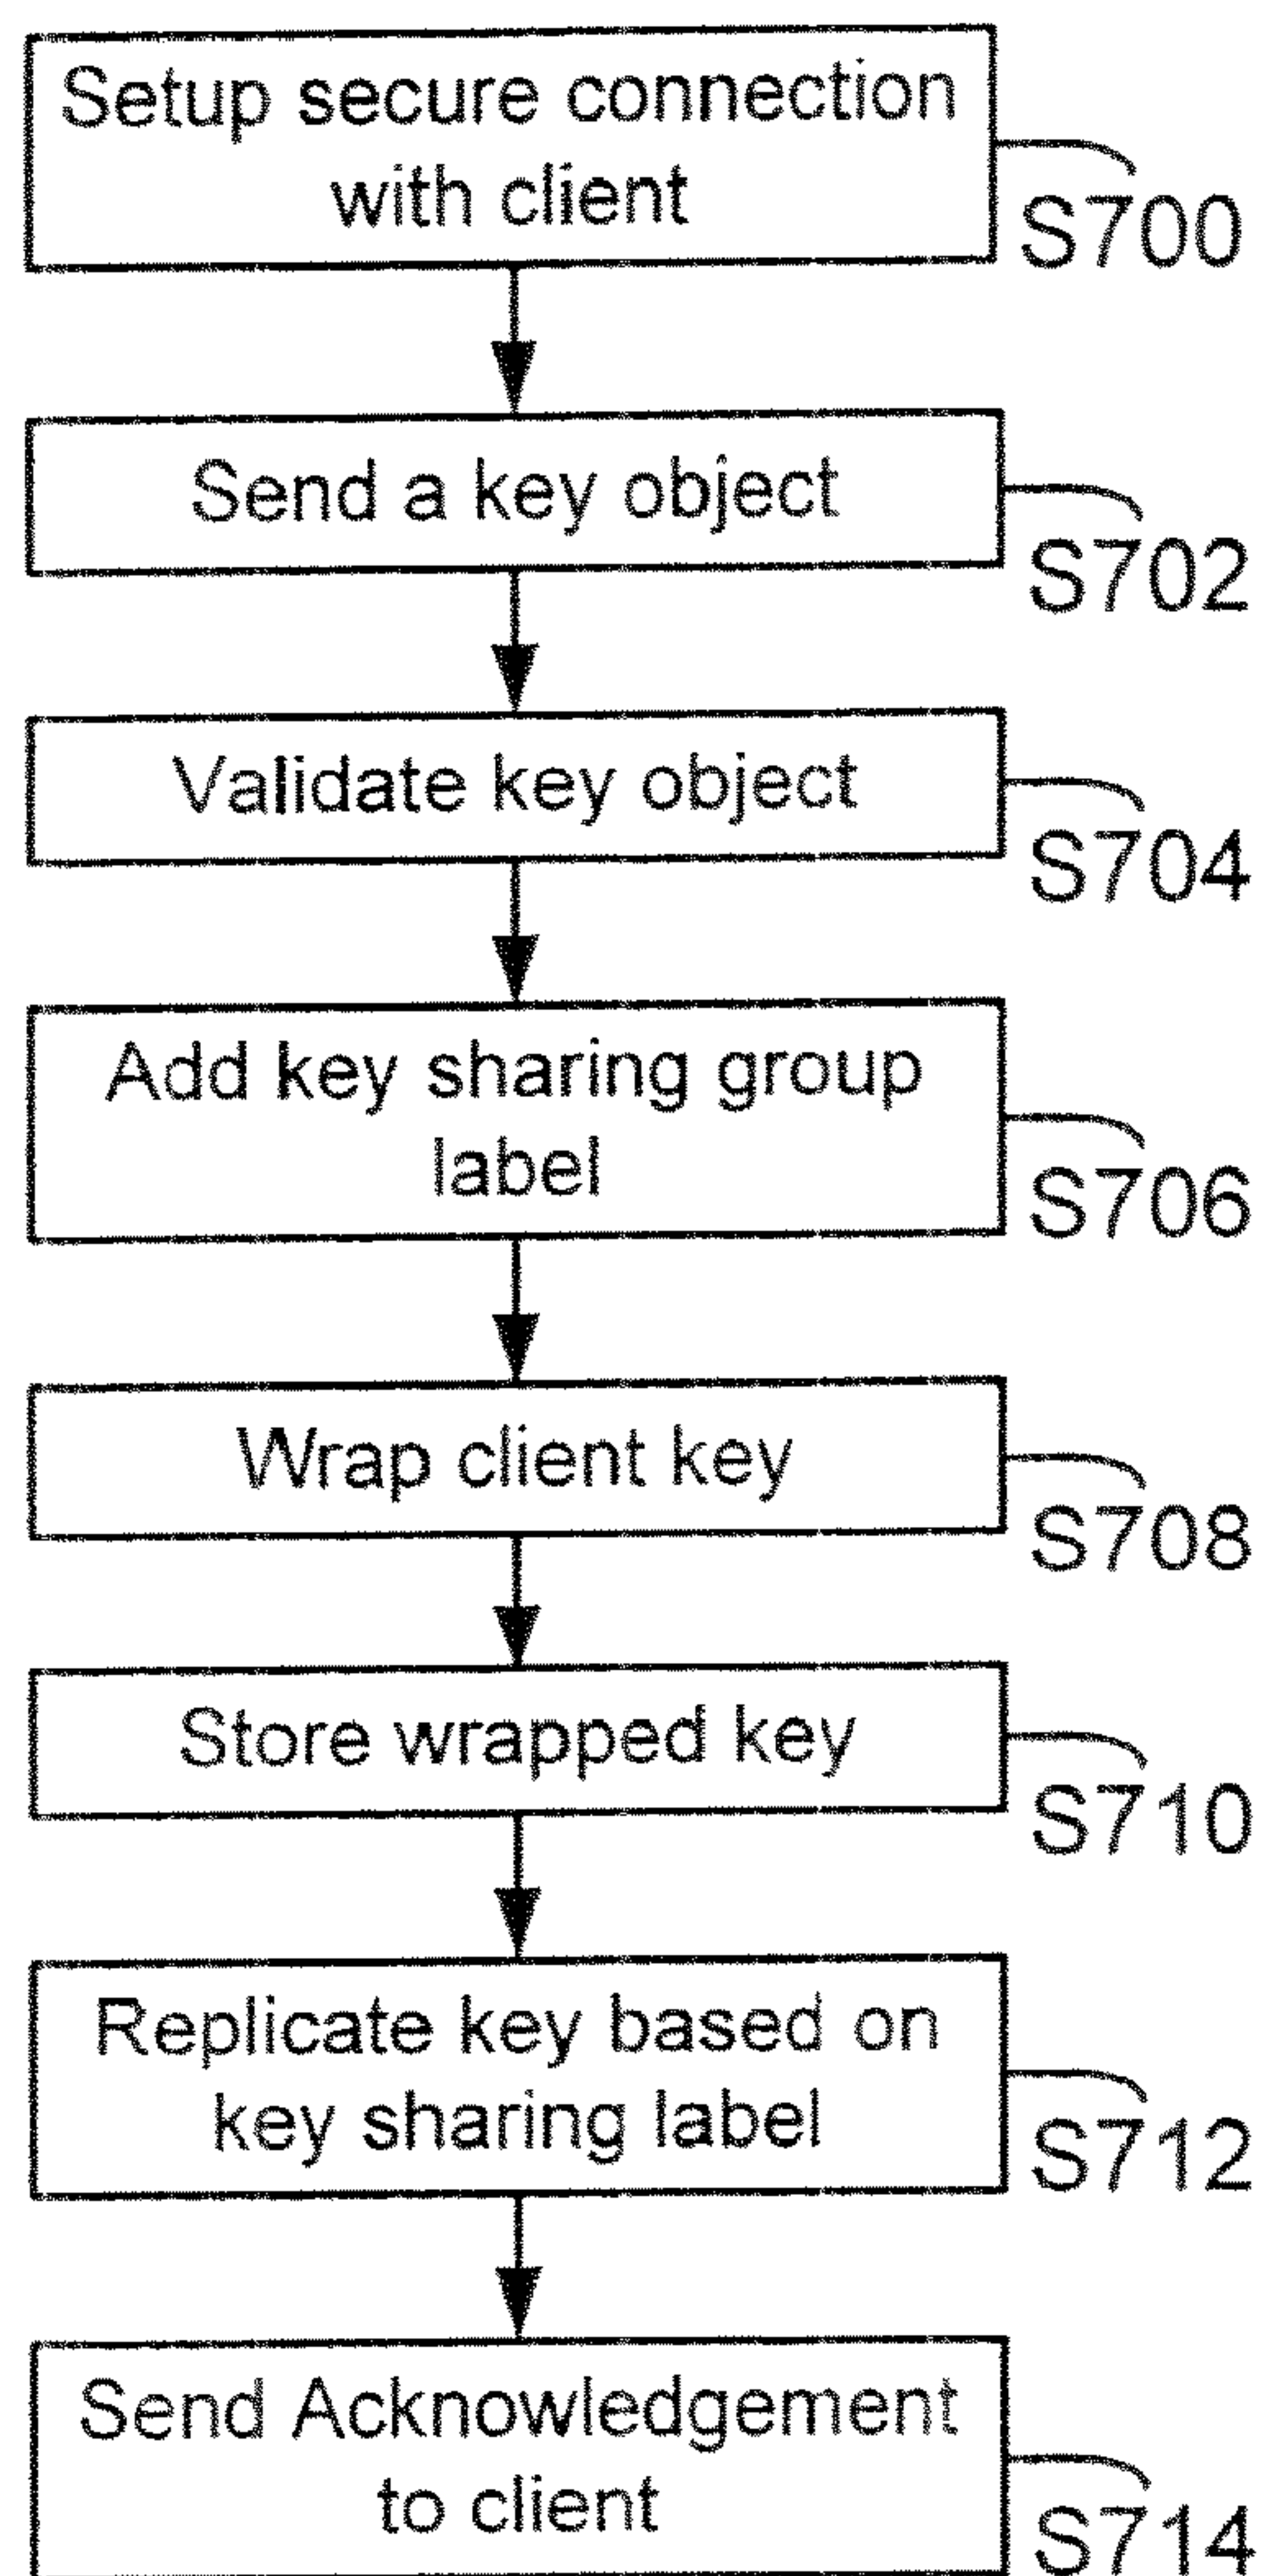 Setup secure connection
with client
S700
Send a key object
S702
Validate key object
S704
Add key sharing group
label
S706
Wrap client key
S708
Store wrapped key
S710
Replicate key based on
key sharing label
S712
Send Acknowledgement
to client
S714